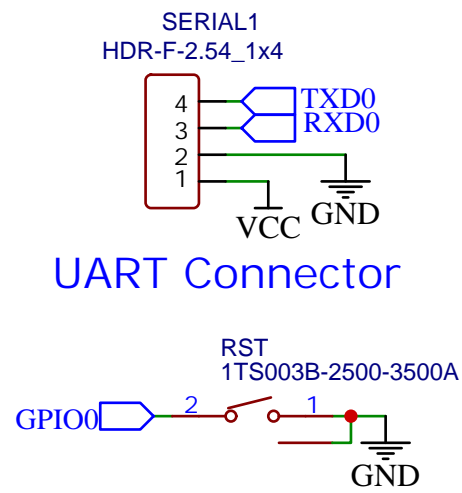 SERIAL1
HDR-F-2.54_1x4
4 TXD0
3 RXD0
2
1
GND
VCC
UART Connector
RST
1TS003B-2500-3500A
GPIO0 2 1
GND